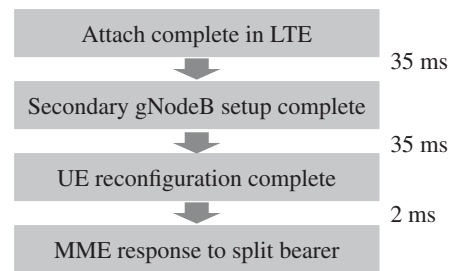 Attach complete in LTE
35 ms
Secondary gNodeB setup complete
35 ms
UE reconfiguration complete
2 ms
MME response to split bearer